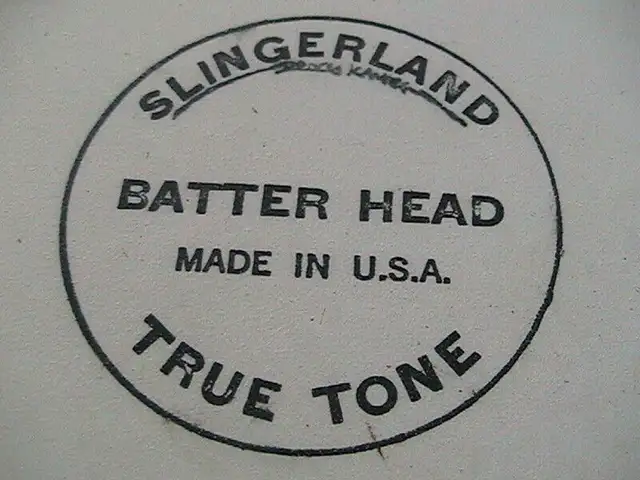 SLINGERLAND
BATTER HEAD
MADE IN U.S.A.
TRUE TONE